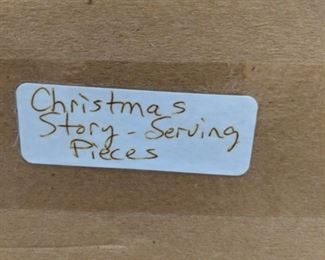 Christmas
Story - Serving
Pieces